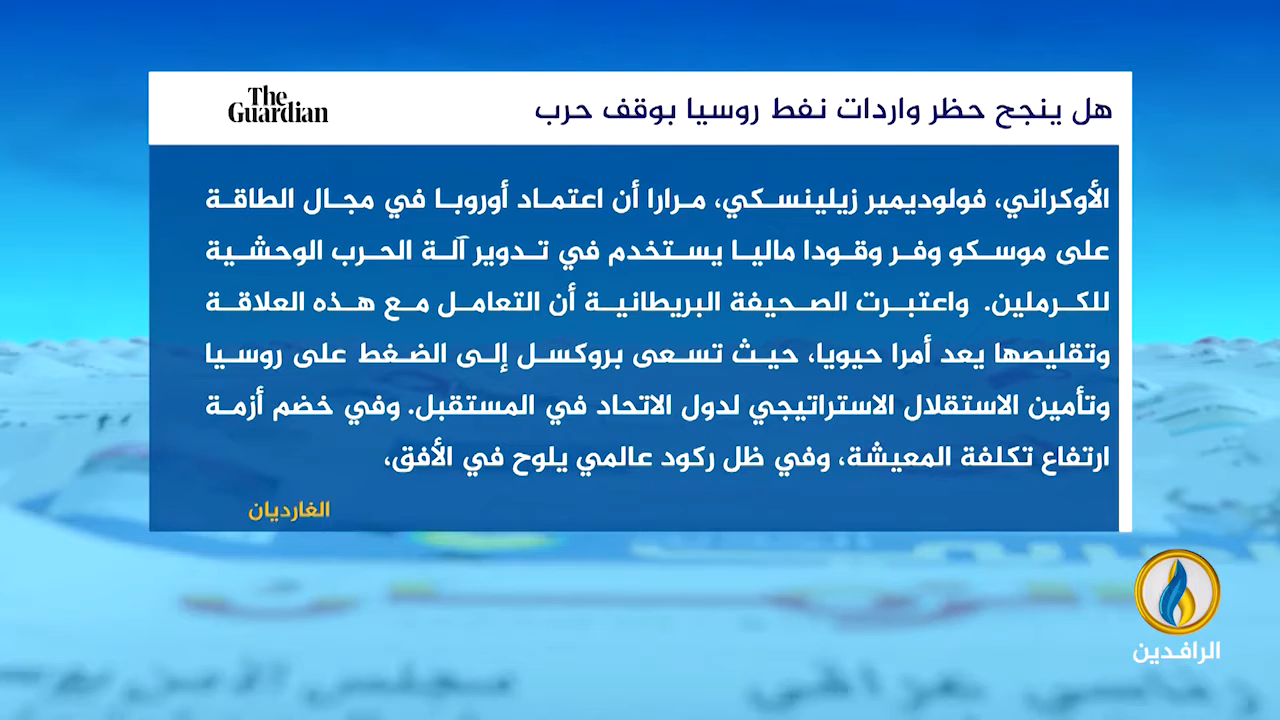 هل ينجح حظر واردات نفط روسيا بوقف حرب
The
Guardian
الأوكراني، فولوديمير زيلينسكي، مرارا أن اعتماد أوروبا في مجال الطاقة
على موسكو وفر وقودا ماليا يستخدم في تدوير آلة الحرب الوحشية
للكرملين. واعتبرت الصحيفة البريطانية أن التعامل مع هذه العلاقة
وتقليصها يعد أمرا حيويا، حيث تسعى بروكسل إلى الضغط على روسيا
وتأمين الاستقلال الاستراتيجي لدول الاتحاد في المستقبل. وفي خضم أزمة
ارتفاع تكلفة المعيشة، وفي ظل ركود عالمي يلوح في الأفق،
الغارديان
الرافدين
مجلس الأمن